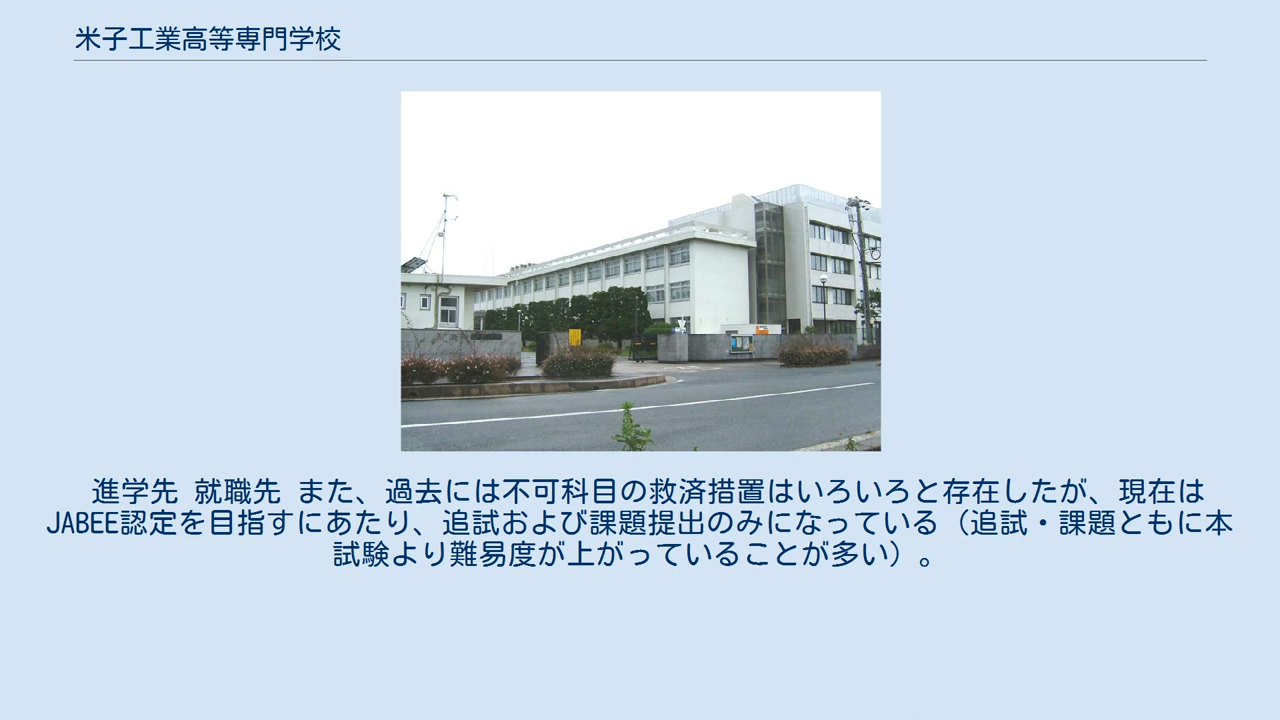 米子工業高等専門学校
進学先 就職先 また、過去には不可科目の救済措置はいろいろと存在したが、現在は
JABEE認定を目指すにあたり、追試および課題提出のみになっている（追試・課題ともに本
試験より難易度が上がっていることが多い）。